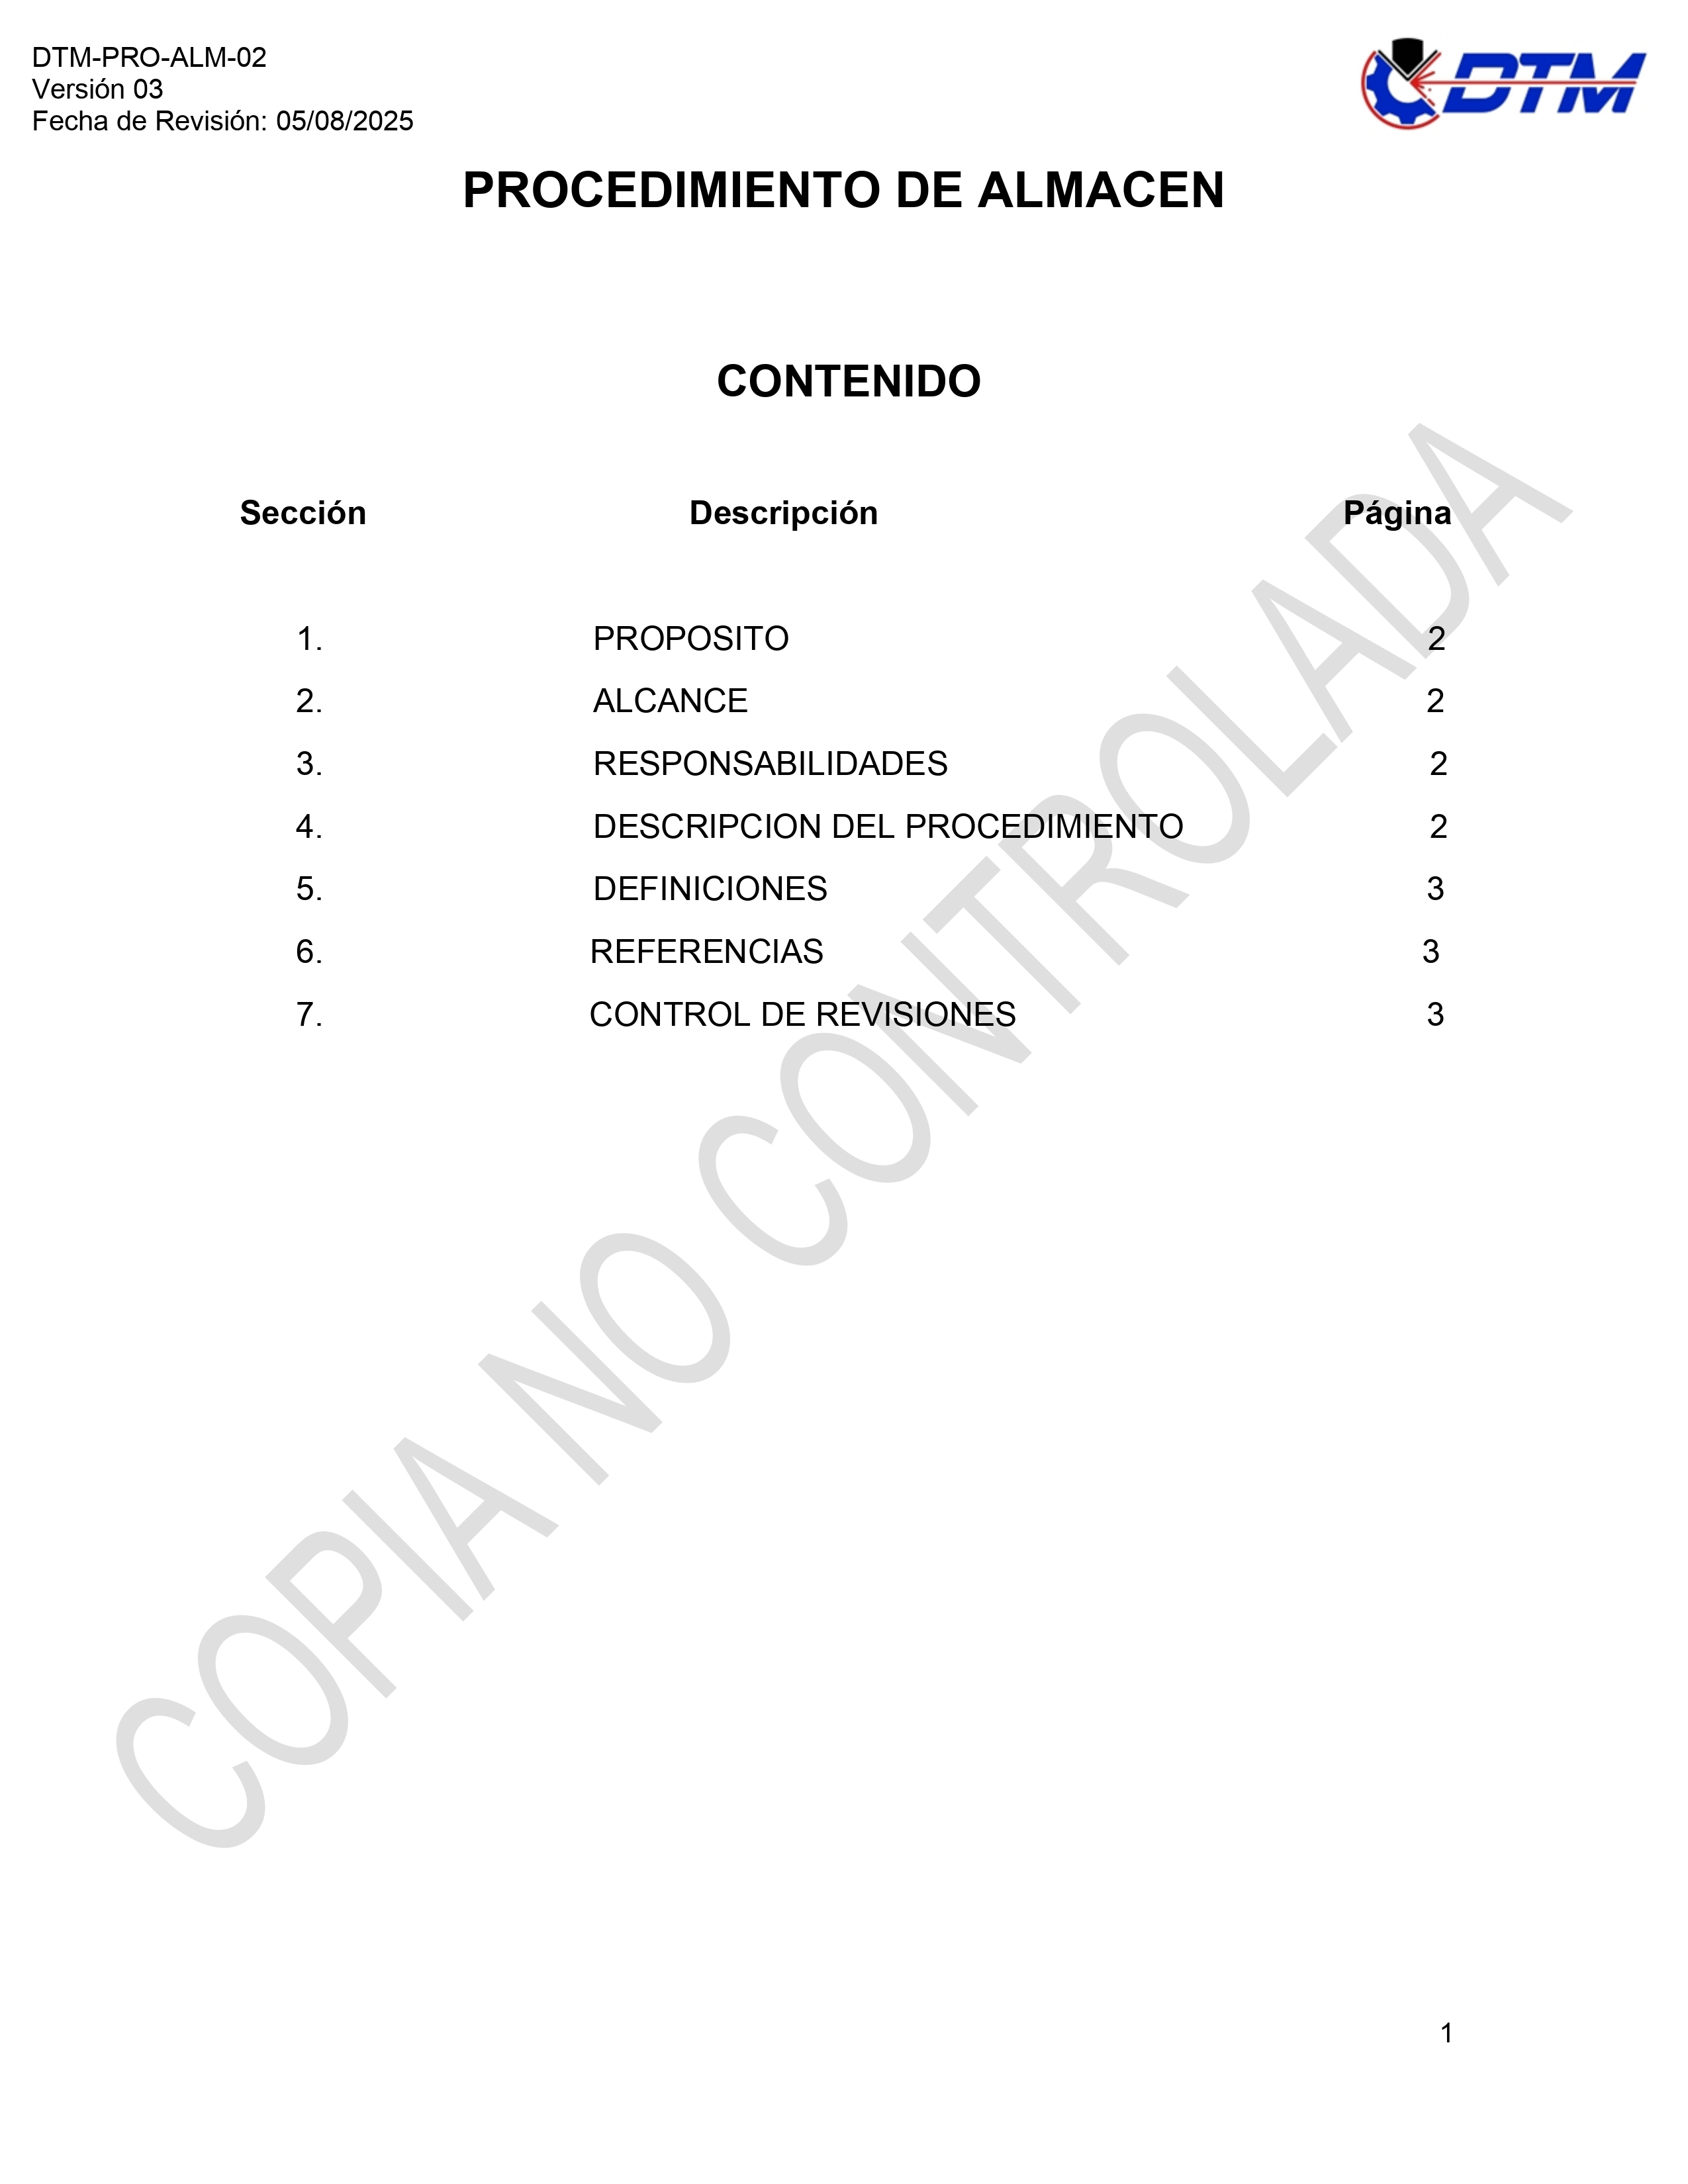 DTM-PRO-ALM-02
Versión 03
Fecha de Revisión: 05/08/2025
DTM
PROCEDIMIENTO DE ALMACEN
CONTENIDO
Sección Descripción Página
1. PROPOSITO 2
2. ALCANCE 2
3. RESPONSABILIDADES 2
4. DESCRIPCION DEL PROCEDIMIENTO 2
5. DEFINICIONES 3
6. REFERENCIAS 3
7. CONTROL DE REVISIONES 3
COPIA NO CONTROLADA
1